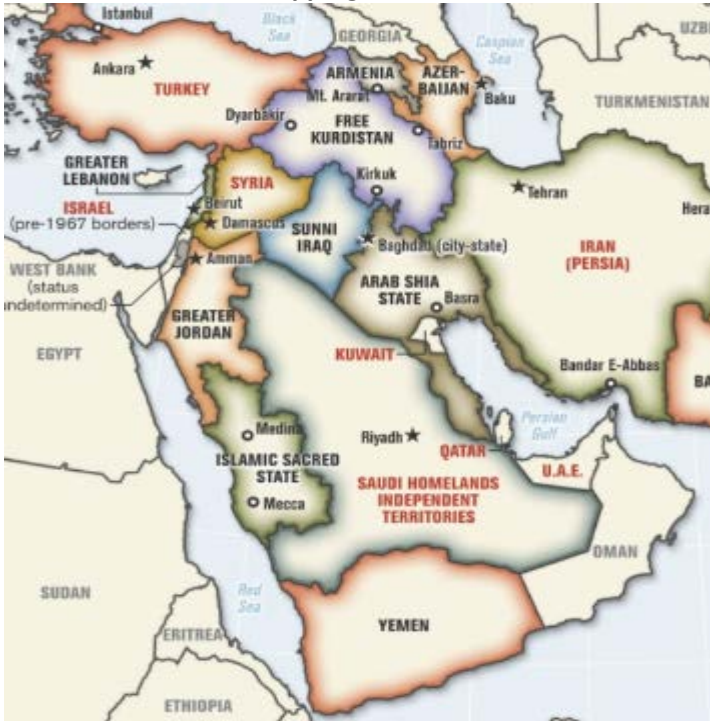 Istanbul
Black
Sea
GEORGIA
Caspian
Sea
UZB
Ankara
TURKEY
ARMENIA
Mt. Ararat
AZER-
BAIJAN
Baku
TURKMENISTAN
Dyarbakir
FREE
KURDISTAN
Tabriz
GREATER
LEBANON
SYRIA
Kirkuk
Tehran
Hera
ISRAEL
(pre-1967 borders)
Beirut
Damascus
SUNNI
IRAQ
Baghdad (city-state)
IRAN
(PERSIA)
WEST BANK
(status
undetermined)
Amman
ARAB SHIA
STATE
Basra
GREATER
JORDAN
EGYPT
KUWAIT
Bandar E-Abbas
BA
Medina
ISLAMIC SACRED
STATE
Mecca
Riyadh
Persian
Gulf
QATAR
U.A.E.
SAUDI HOMELANDS
INDEPENDENT
TERRITORIES
OMAN
SUDAN
Red
Sea
YEMEN
ERITREA
ETHIOPIA